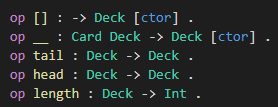 op [] : -> Deck [ctor] .
op __ : Card Deck -> Deck [ctor] .
op tail : Deck -> Deck .
op head : Deck -> Deck .
op length : Deck -> Int .